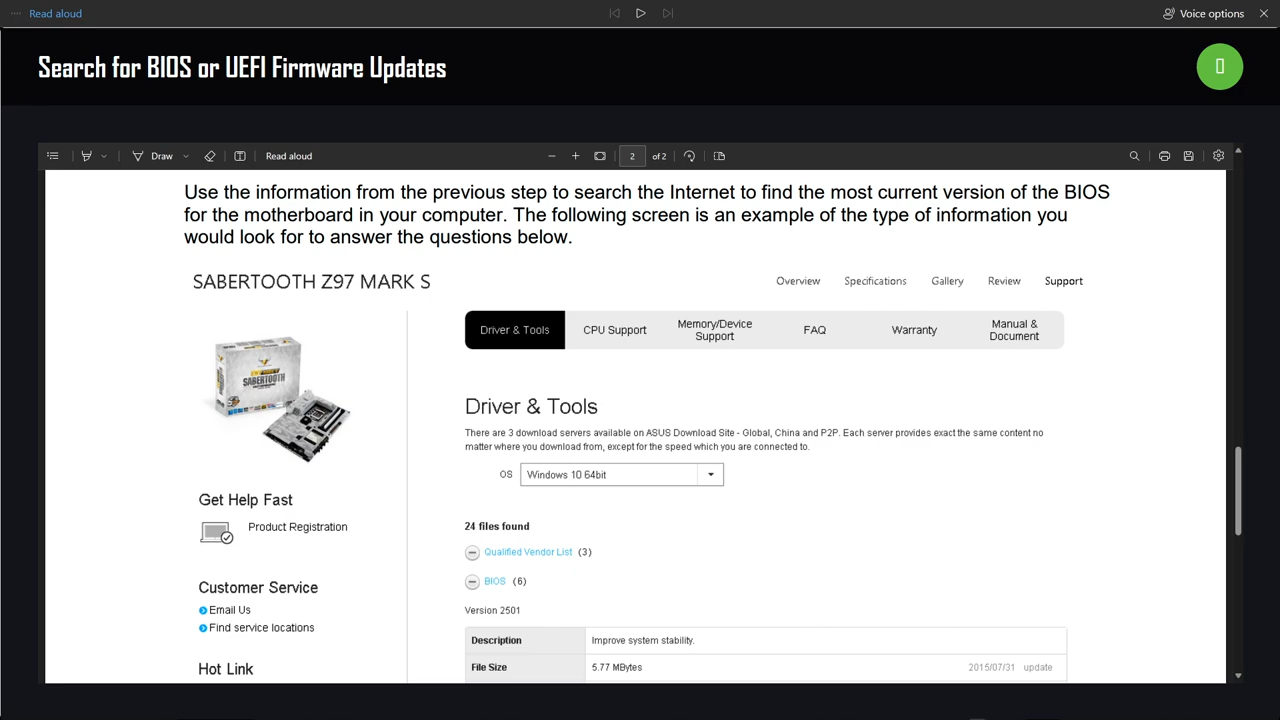 Read aloud
Voice options
Search for BIOS or UEFI Firmware Updates
Draw
Read aloud
2 of 2
Use the information from the previous step to search the Internet to find the most current version of the BIOS
for the motherboard in your computer. The following screen is an example of the type of information you
would look for to answer the questions below.
SABERTOOTH Z97 MARK S
Overview Specifications Gallery Review Support
Driver & Tools CPU Support Memory/Device Support FAQ Warranty Manual & Document
SABERTOOTH
Driver & Tools
There are 3 download servers available on ASUS Download Site - Global, China and P2P. Each server provides exact the same content no
matter where you download from, except for the speed which you are connected to.
OS Windows 10 64bit
Get Help Fast
Product Registration
24 files found
Qualified Vendor List (3)
BIOS (6)
Customer Service
Email Us
Find service locations
Version 2501
Description Improve system stability.
File Size 5.77 MBytes 2015/07/31 update
Hot Link